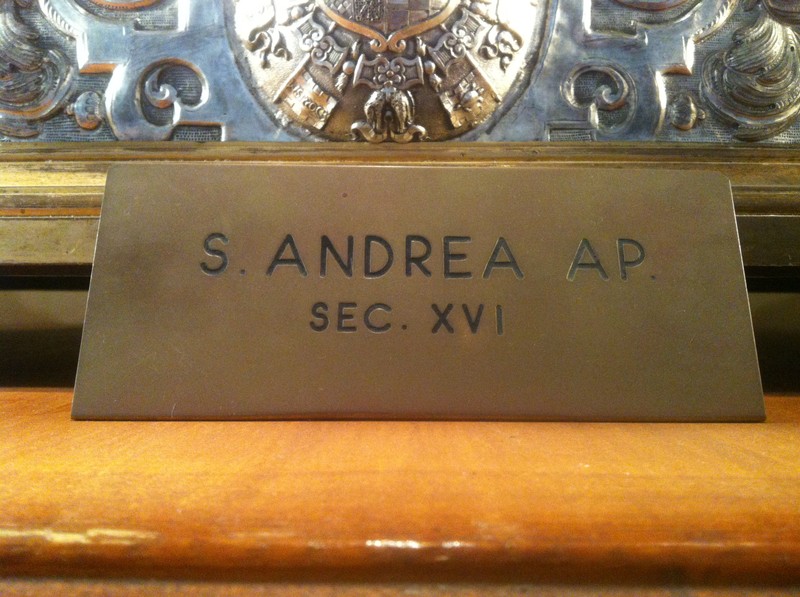 S. ANDREA AP.
SEC. XVI